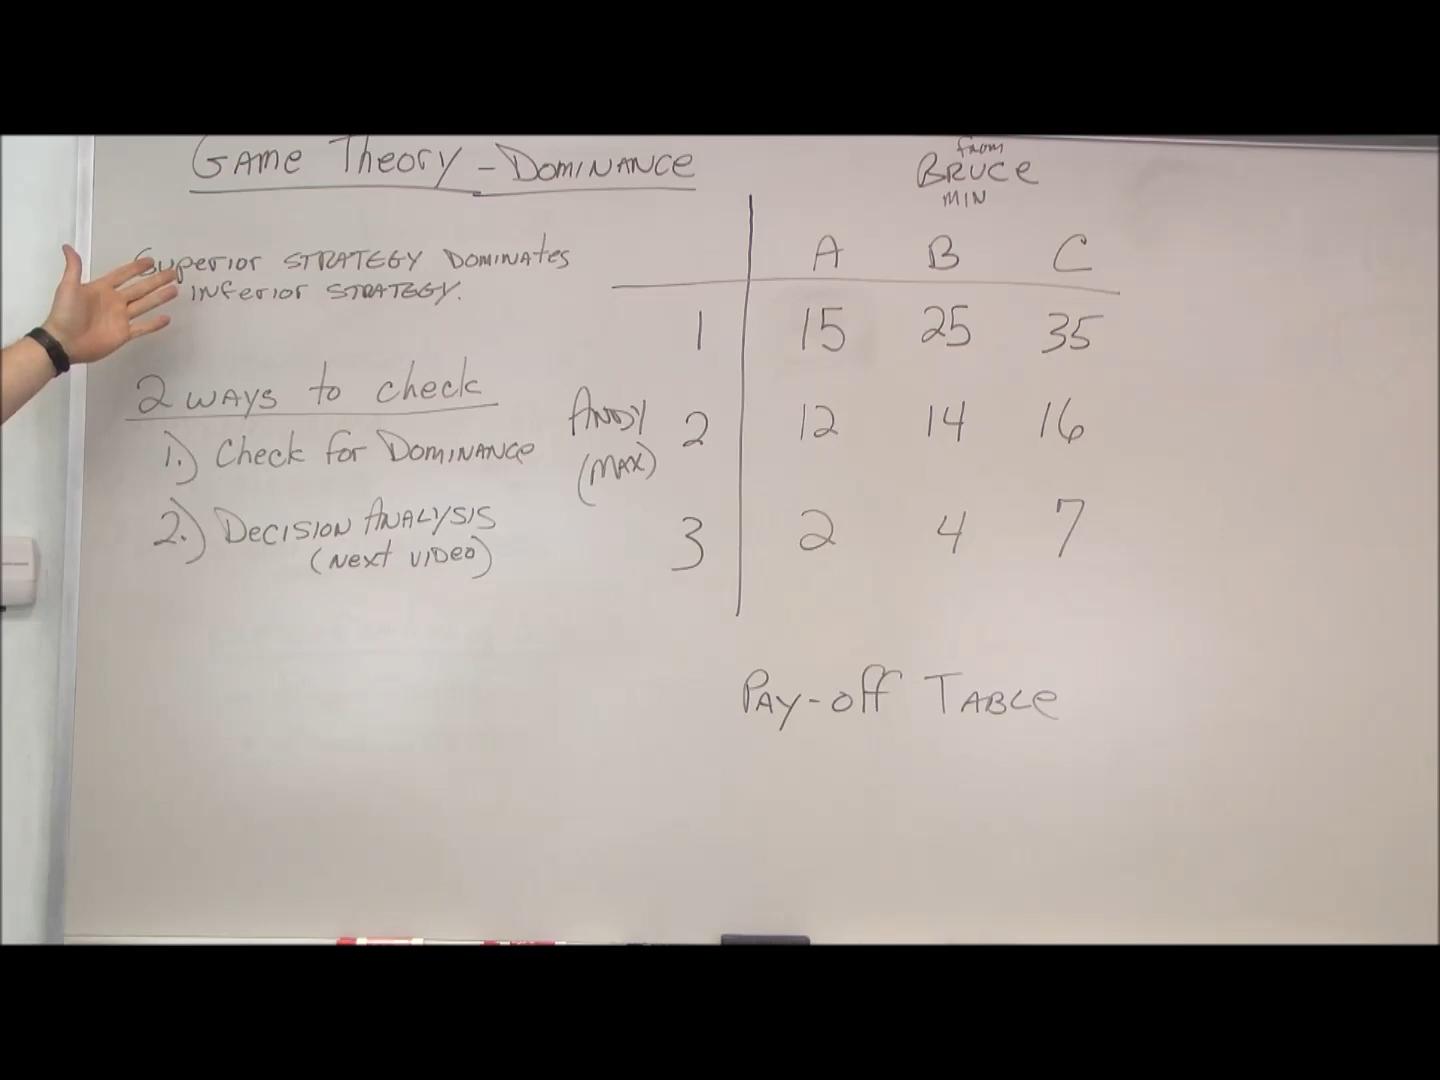 GAME THEORY - DOMINANCE
Superior STRATEGY DOMINATES
INferior STRATEGY.
2 WAYS to check
1.) Check for DOMINANCE
2.) DECISION ANALYSIS
(Next VIDEO)
from
BRUCE
MIN
A B C
1 15 25 35
ANDY
(MAX)
2 12 14 16
3 2 4 7
PAY-off TABLE